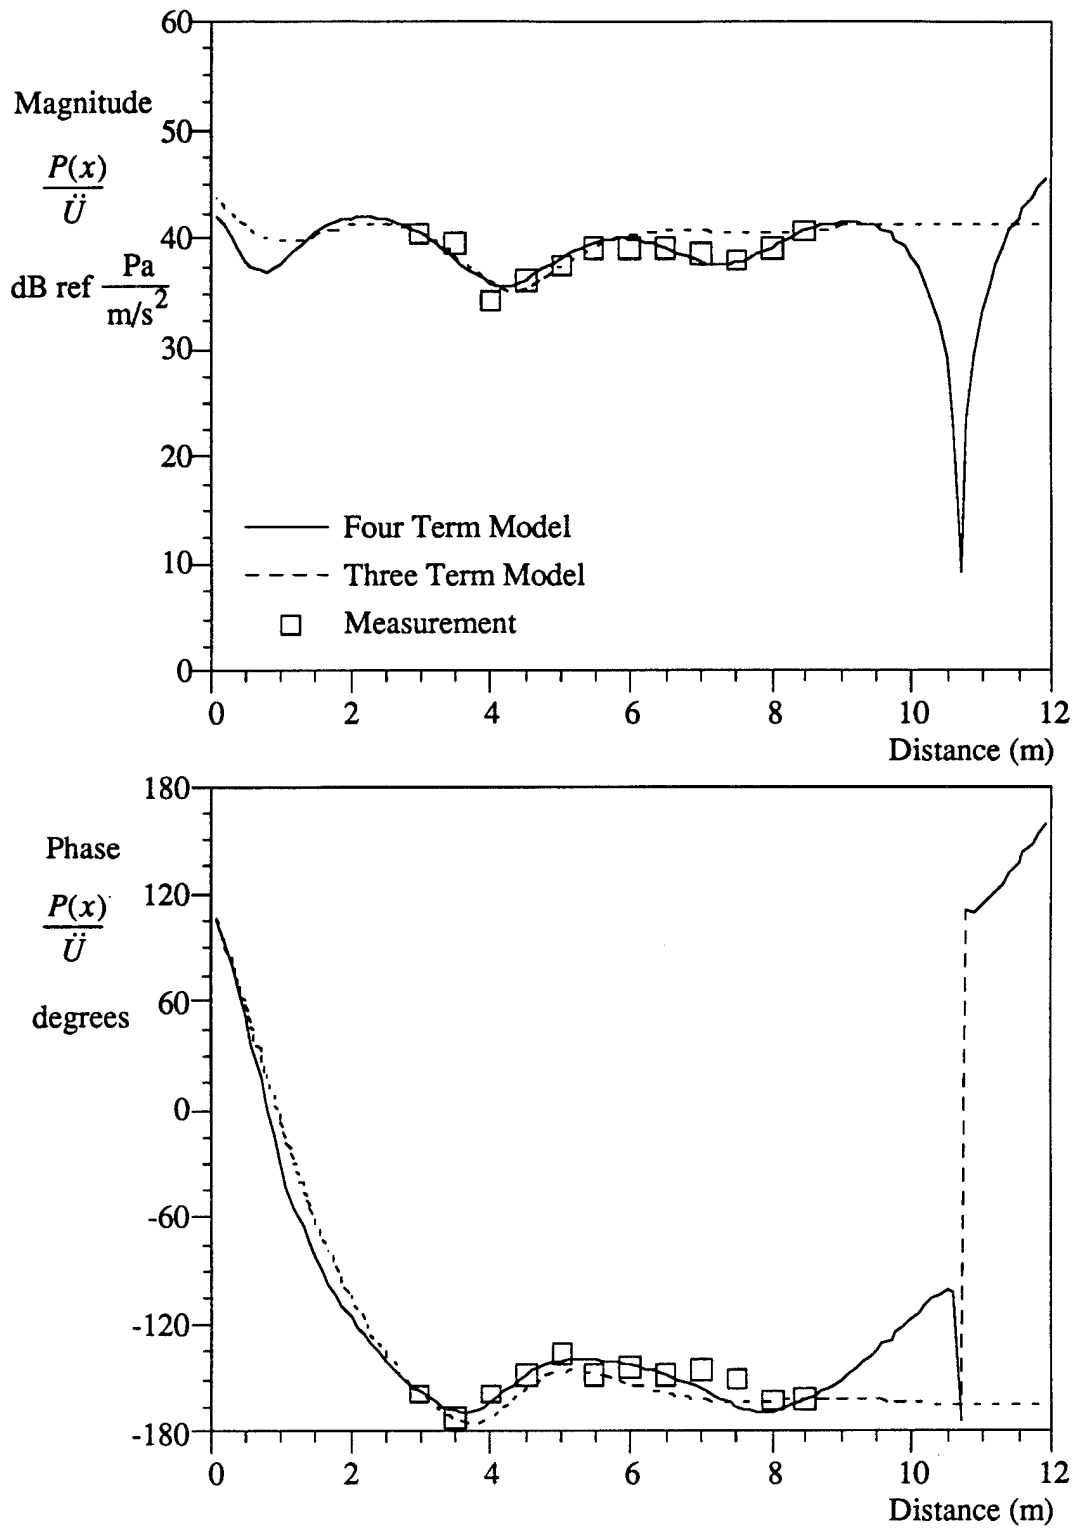 60
Magnitude
50
P(x)
Ü
40
dB ref Pa
m/s²
30
20
Four Term Model
10
Three Term Model
Measurement
0
0 2 4 6 8 10 12
Distance (m)
180
Phase
120
P(x)
Ü
60
degrees
0
-60
-120
-180
0 2 4 6 8 10 12
Distance (m)